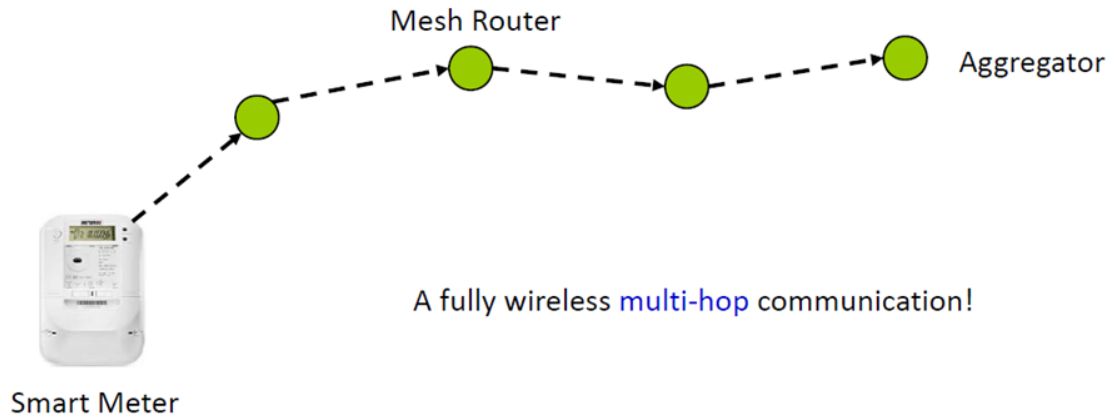 Mesh Router
Aggregator
A fully wireless multi-hop communication!
Smart Meter